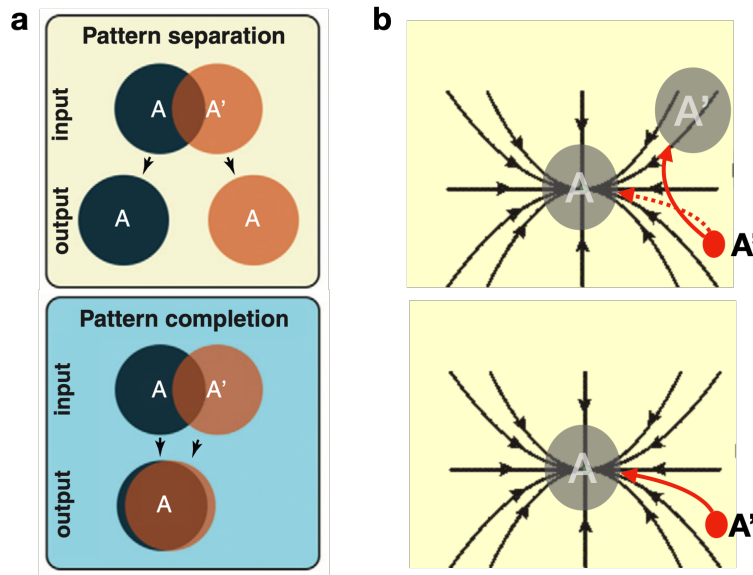 a
Pattern separation
input
A
A’
output
A
A
Pattern completion
input
A
A’
output
A
b
A’
A
A’
A
A’